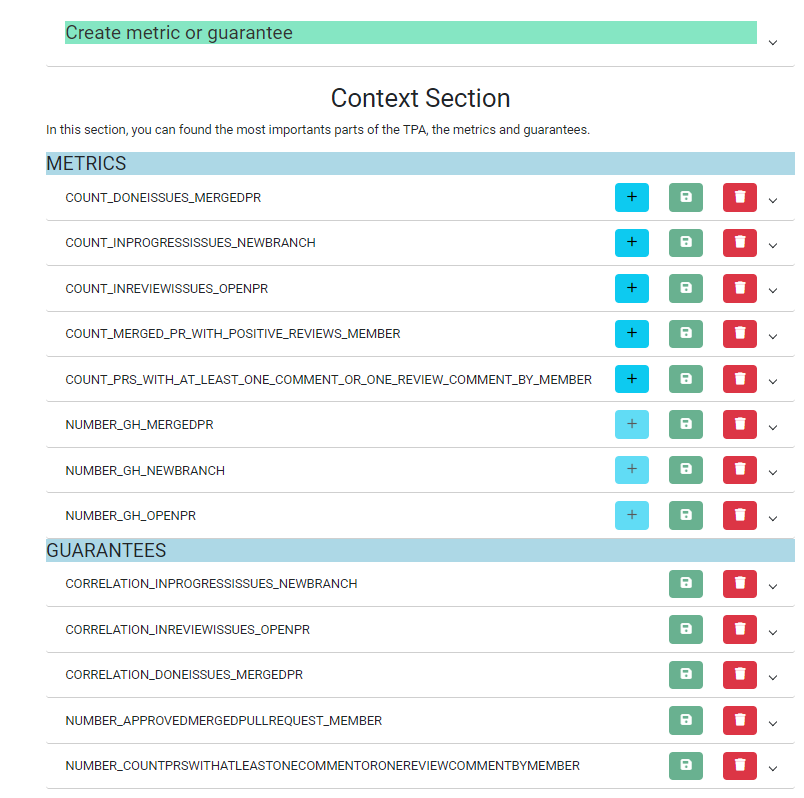 Create metric or guarantee
Context Section
In this section, you can found the most importants parts of the TPA, the metrics and guarantees.
METRICS
COUNT_DONEISSUES_MERGEDPR
COUNT_INPROGRESSISSUES_NEWBRANCH
COUNT_INREVIEWISSUES_OPENPR
COUNT_MERGED_PR_WITH_POSITIVE_REVIEWS_MEMBER
COUNT_PRS_WITH_AT_LEAST_ONE_COMMENT_OR_ONE_REVIEW_COMMENT_BY_MEMBER
NUMBER_GH_MERGEDPR
NUMBER_GH_NEWBRANCH
NUMBER_GH_OPENPR
GUARANTEES
CORRELATION_INPROGRESSISSUES_NEWBRANCH
CORRELATION_INREVIEWISSUES_OPENPR
CORRELATION_DONEISSUES_MERGEDPR
NUMBER_APPROVEDMERGEDPULLREQUEST_MEMBER
NUMBER_COUNTPRSWITHATLEASTONECOMMENTORONEREVIEWCOMMENTBYMEMBER